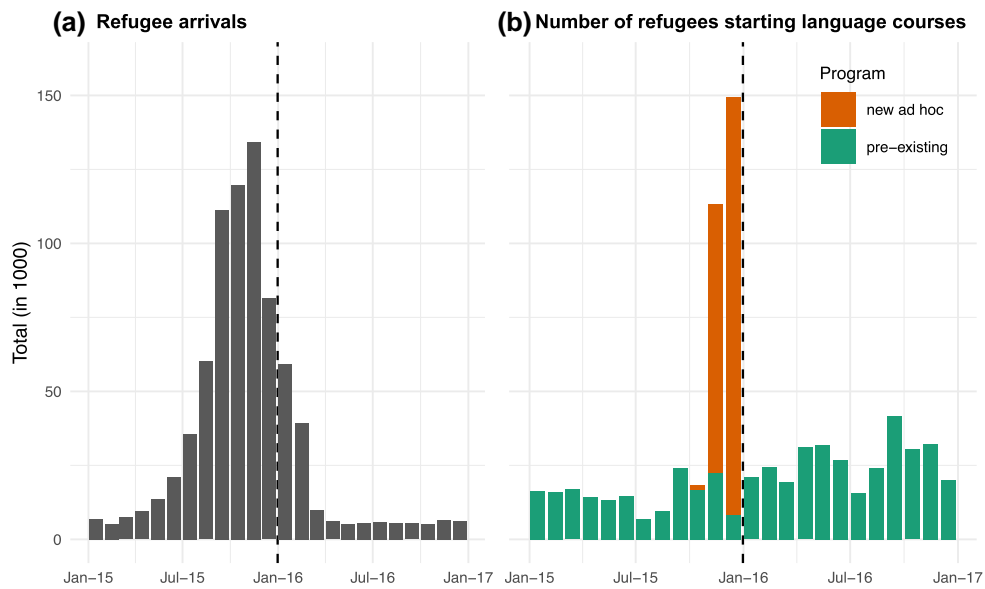 (a) Refugee arrivals
(b) Number of refugees starting language courses
Total (in 1000)
150
100
50
0
Jan−15 Jul−15 Jan−16 Jul−16 Jan−17
Program
new ad hoc
pre−existing
Jan−15 Jul−15 Jan−16 Jul−16 Jan−17